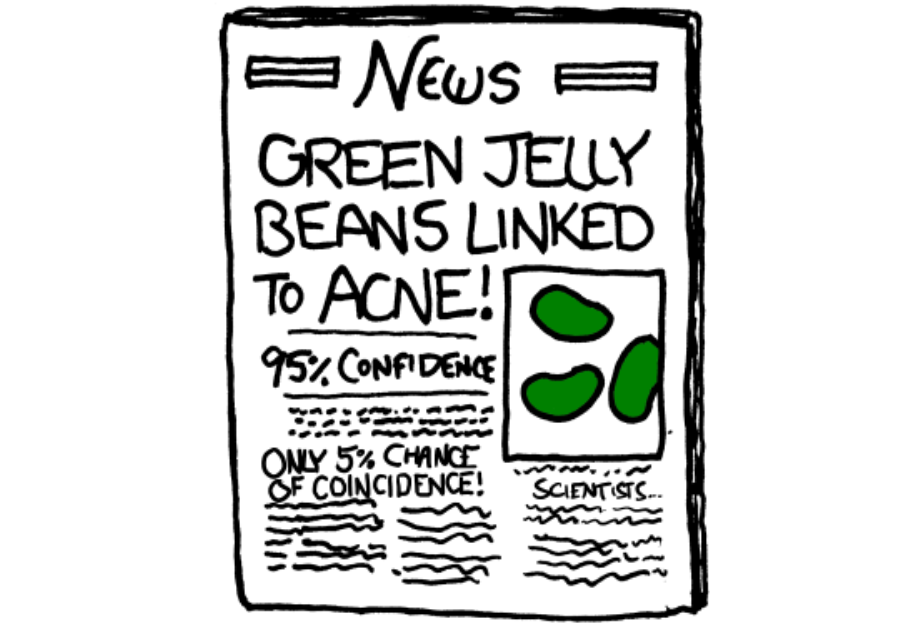 News
GREEN JELLY
BEANS LINKED
TO ACNE!
95% CONFIDENCE
ONLY 5% CHANCE
OF COINCIDENCE!
SCIENTISTS...